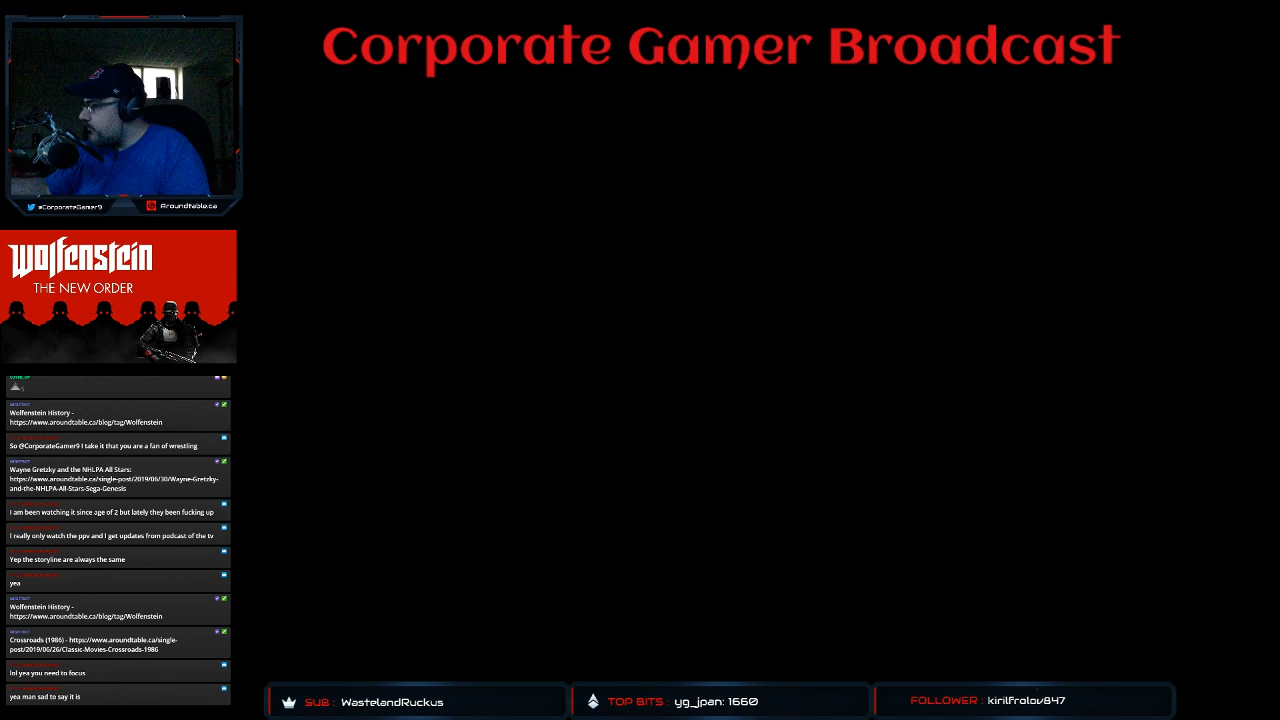 Corporate Gamer Broadcast
@CorporateGamer9
Aroundtable.ca
Wolfenstein
THE NEW ORDER
Wolfenstein History -
https://www.aroundtable.ca/blog/tag/Wolfenstein
So @CorporateGamer9 I take it that you are a fan of wrestling
Wayne Gretzky and the NHLPA All Stars:
https://www.aroundtable.ca/single-post/2019/06/30/Wayne-Gretzky-
and-the-NHLPA-All-Stars-Sega-Genesis
I am been watching it since age of 2 but lately they been fucking up
I really only watch the ppv and I get updates from podcast of the tv
Yep the storyline are always the same
yea
Wolfenstein History -
https://www.aroundtable.ca/blog/tag/Wolfenstein
Crossroads (1986) - https://www.aroundtable.ca/single-
post/2019/06/26/Classic-Movies-Crossroads-1986
lol yea you need to focus
yea man sad to say it is
SUB : WastelandRuckus
TOP BITS : yg_jpan: 1660
FOLLOWER : kirilfrolov847